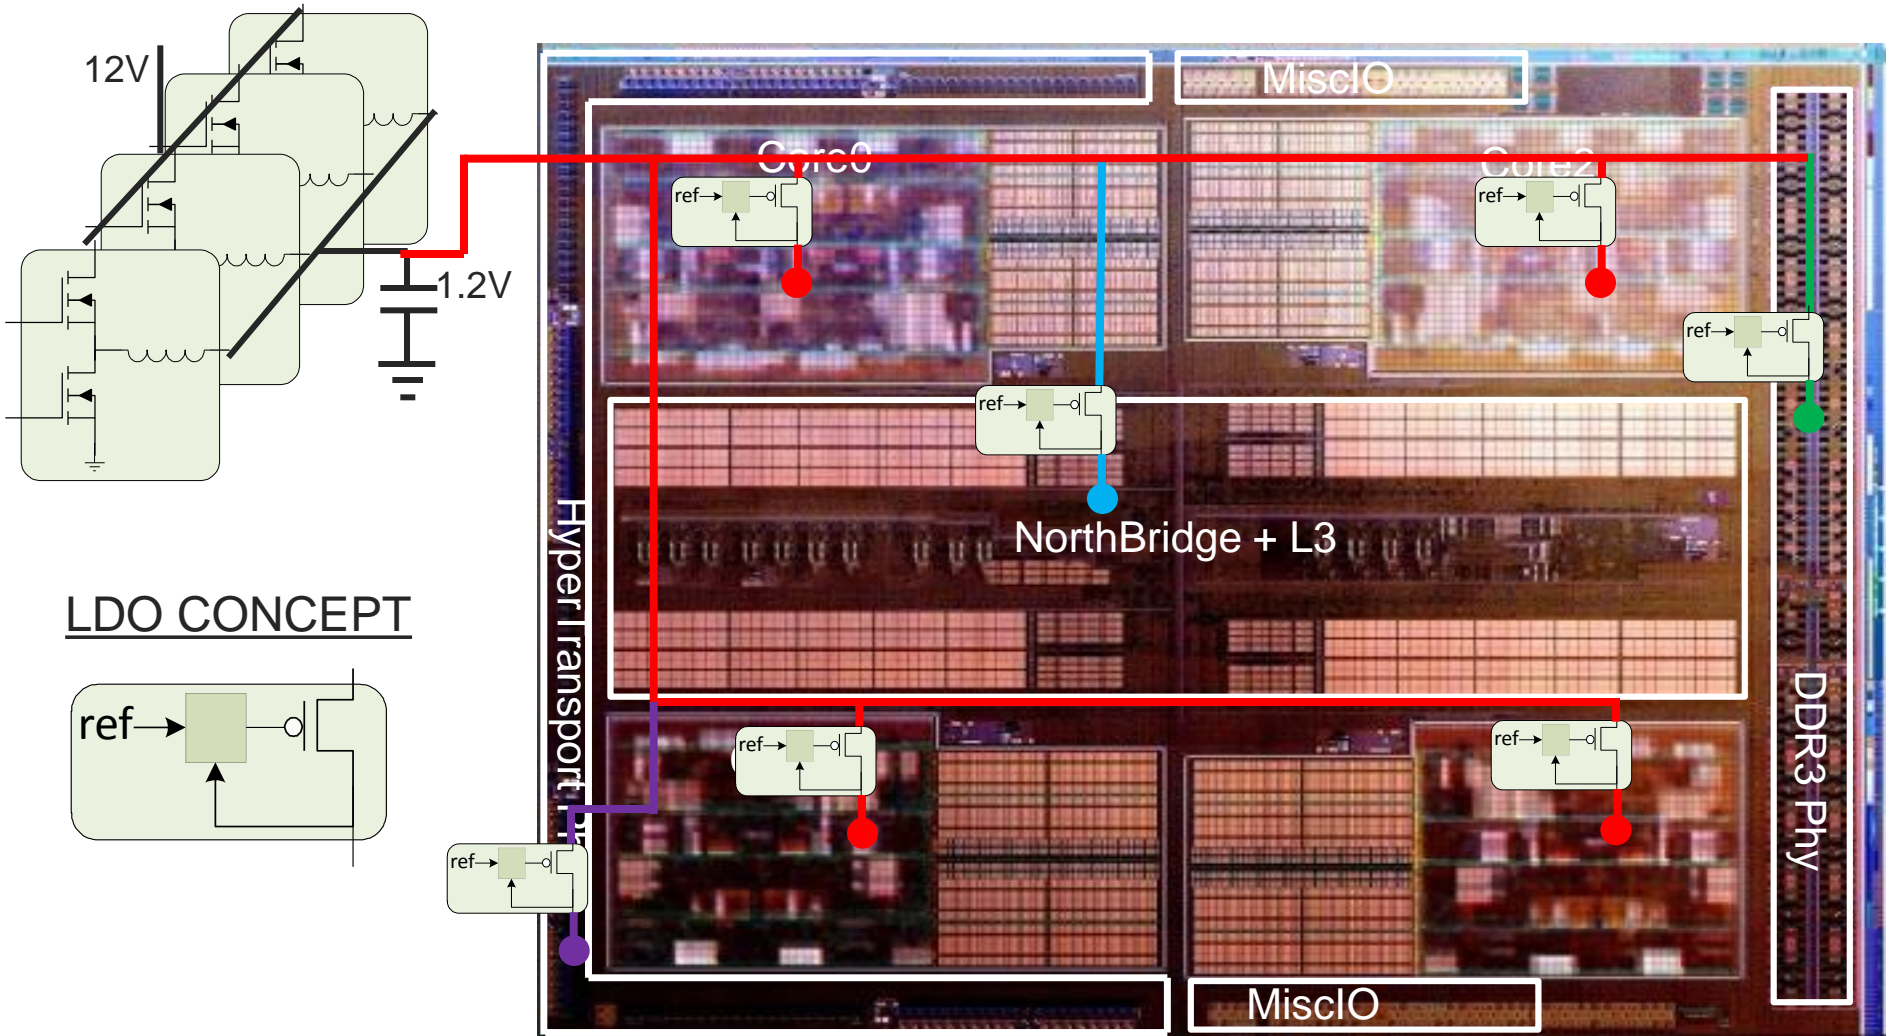 12V
1.2V
MiscIO
Core0
Core2
ref
ref
ref
ref
NorthBridge + L3
HyperTransport
DDR3 Phy
LDO CONCEPT
ref
ref
ref
ref
MiscIO